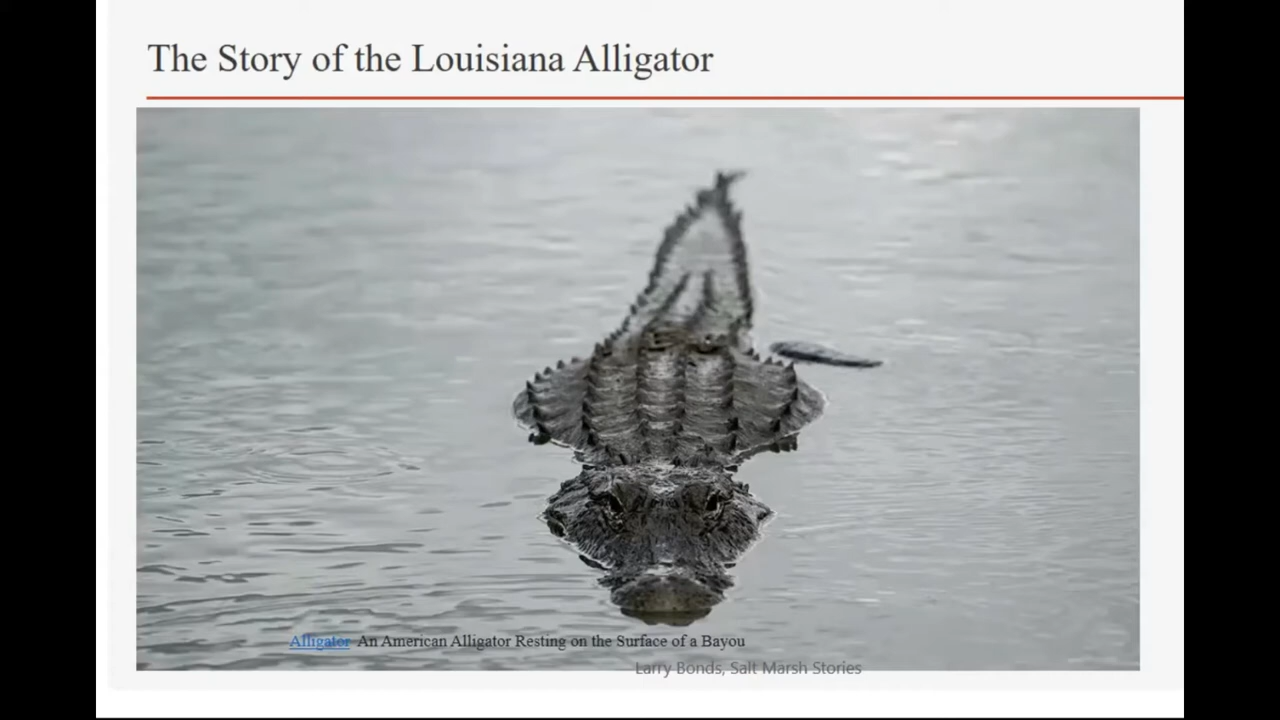 The Story of the Louisiana Alligator
Alligator An American Alligator Resting on the Surface of a Bayou
Larry Bonds, Salt Marsh Stories